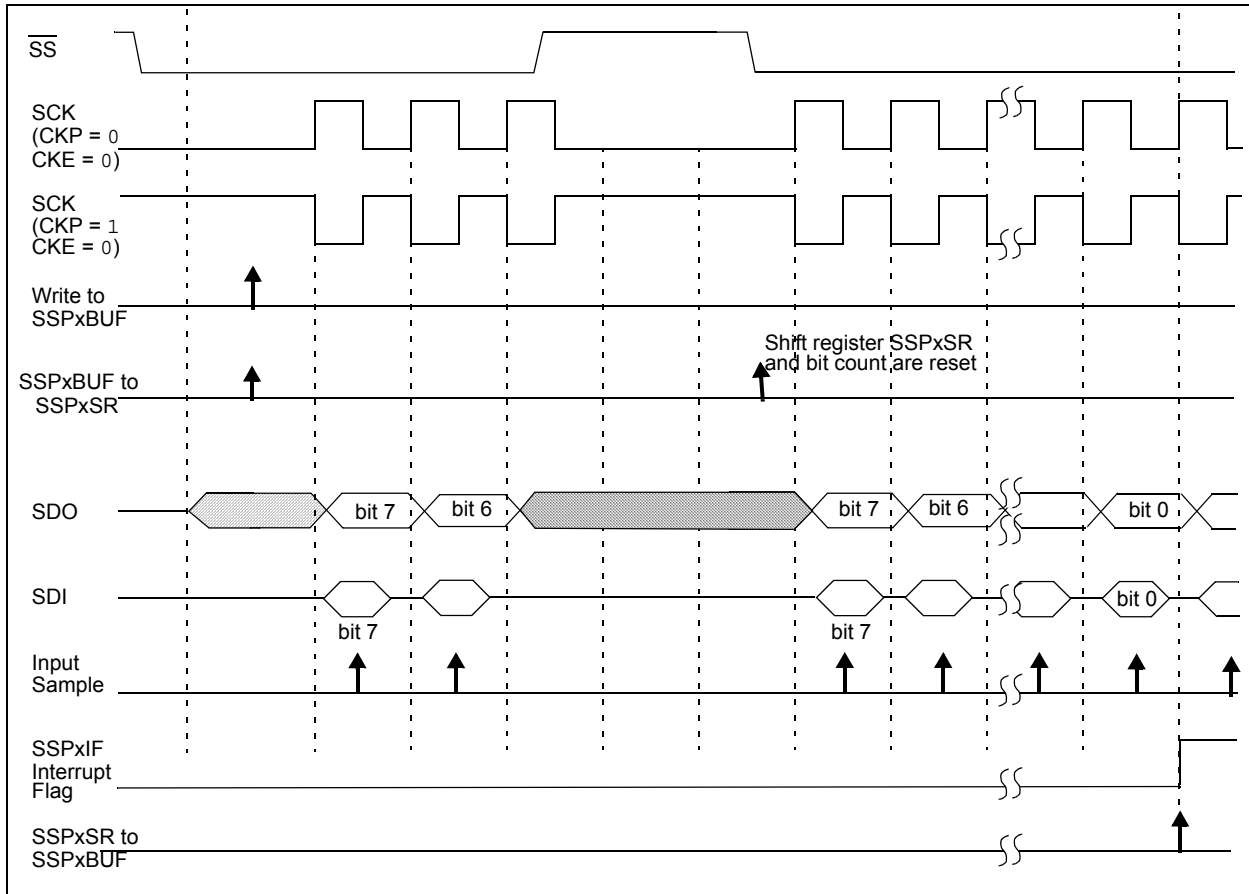 SS
SCK
(CKP = 0
CKE = 0)
SCK
(CKP = 1
CKE = 0)
Write to
SSPxBUF
Shift register SSPxSR
and bit count are reset
SSPxBUF to
SSPxSR
SDO
bit 7
bit 6
bit 7
bit 6
bit 0
SDI
bit 0
bit 7
bit 7
Input
Sample
SSPxIF
Interrupt
Flag
SSPxSR to
SSPxBUF